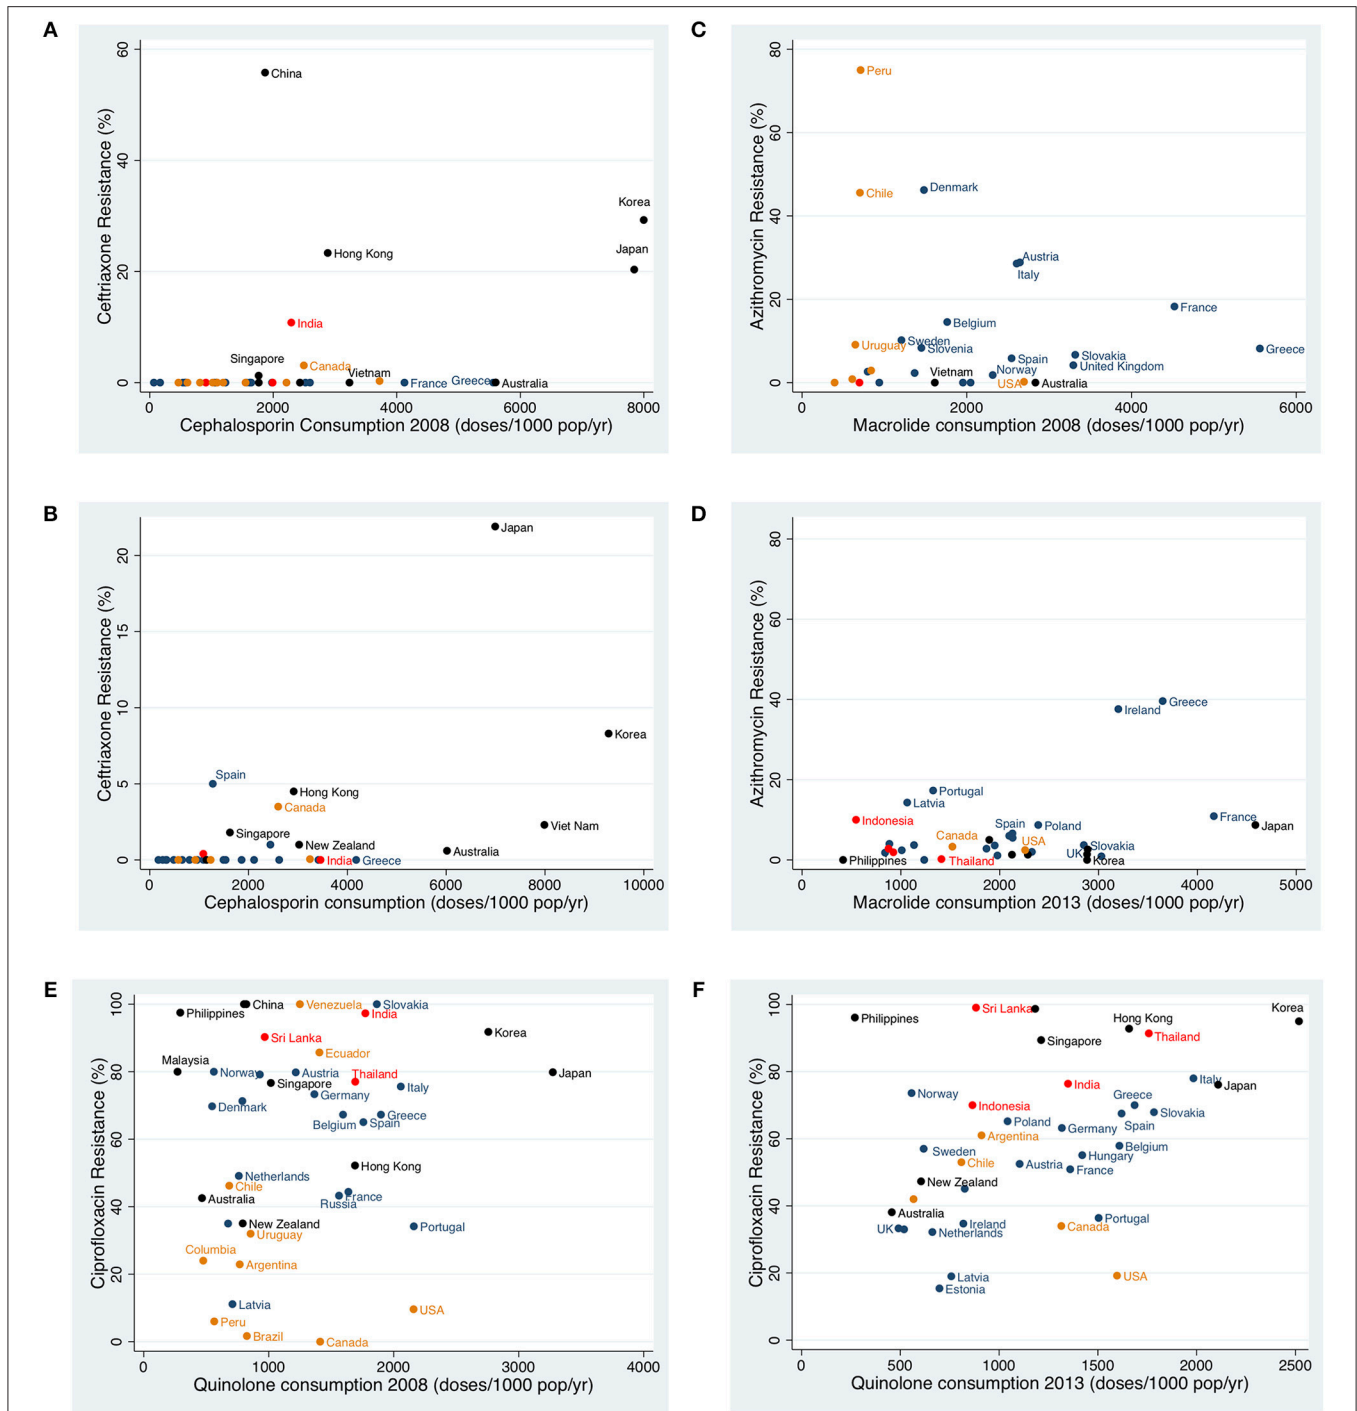 A
Ceftriaxone Resistance (%)
60
40
20
0
China
Korea
Japan
Hong Kong
India
Singapore
Canada
Vietnam
France
Greece
Australia
0 2000 4000 6000 8000
Cephalosporin Consumption 2008 (doses/1000 pop/yr)
C
Azithromycin Resistance (%)
80
60
40
20
0
Peru
Chile
Denmark
Austria
Italy
France
Belgium
Uruguay
Sweden
Slovenia
Spain
Slovakia
Greece
Norway
United Kingdom
Vietnam
USA
Australia
0 2000 4000 6000
Macrolide consumption 2008 (doses/1000 pop/yr)
B
Ceftriaxone Resistance (%)
20
15
10
5
0
Japan
Korea
Spain
Hong Kong
Canada
Singapore
Viet Nam
New Zealand
Australia
India
Greece
0 2000 4000 6000 8000 10000
Cephalosporin consumption (doses/1000 pop/yr)
D
Azithromycin Resistance (%)
80
60
40
20
0
Greece
Ireland
Portugal
Latvia
Indonesia
France
Japan
Spain
Poland
Canada
USA
Slovakia
UK
Philippines
Thailand
Korea
0 1000 2000 3000 4000 5000
Macrolide consumption 2013 (doses/1000 pop/yr)
E
Ciprofloxacin Resistance (%)
100
80
60
40
20
0
China
Venezuela
Slovakia
Philippines
India
Korea
Sri Lanka
Ecuador
Malaysia
Norway
Austria
Thailand
Japan
Singapore
Italy
Germany
Denmark
Greece
Belgium
Spain
Hong Kong
Netherlands
Chile
Australia
France
Russia
New Zealand
Portugal
Uruguay
Columbia
Argentina
Latvia
USA
Peru
Brazil
Canada
0 1000 2000 3000 4000
Quinolone consumption 2008 (doses/1000 pop/yr)
F
Ciprofloxacin Resistance (%)
100
80
60
40
20
0
Sri Lanka
Korea
Philippines
Hong Kong
Thailand
Singapore
Italy
Japan
India
Norway
Indonesia
Greece
Slovakia
Spain
Poland
Germany
Argentina
Belgium
Sweden
Hungary
Chile
Austria
France
New Zealand
Australia
Portugal
UK
Ireland
Canada
Netherlands
Latvia
USA
Estonia
0 500 1000 1500 2000 2500
Quinolone consumption 2013 (doses/1000 pop/yr)